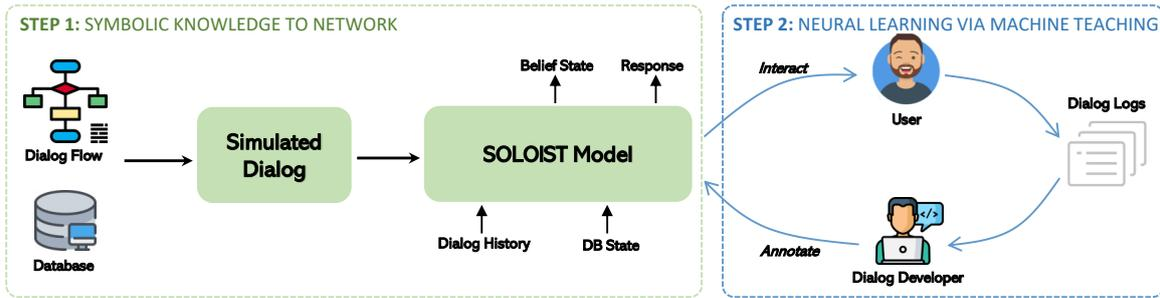 STEP 1: SYMBOLIC KNOWLEDGE TO NETWORK
Dialog Flow
Database
Simulated
Dialog
Belief State
Response
SOLOIST Model
Dialog History
DB State
STEP 2: NEURAL LEARNING VIA MACHINE TEACHING
Interact
User
Dialog Logs
</>
Annotate
Dialog Developer